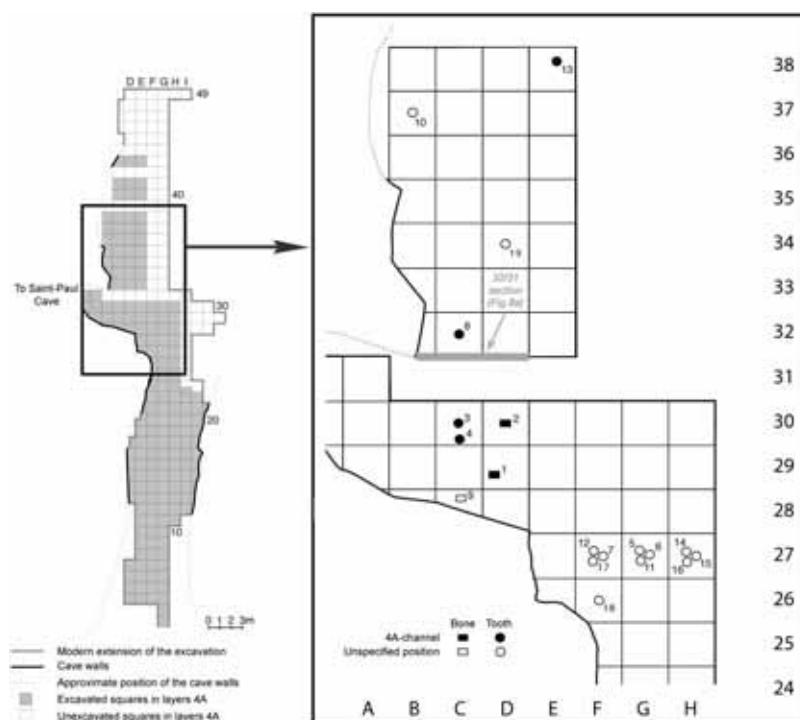 D E F G H I
49
40
To Saint-Paul
Cave
30
20
10
0 1 2 3m
Modern extension of the excavation
Cave walls
Approximate position of the cave walls
Excavated squares in layers 4A
Unexcavated squares in layers 4A
13
38
10
37
36
35
19
34
section
33
8
32
31
3
2
4
30
1
29
9
28
12
7
17
5
6
11
14
15
16
27
18
26
25
24
Bone Tooth
4A-channel
Unspecified position
A B C D E F G H